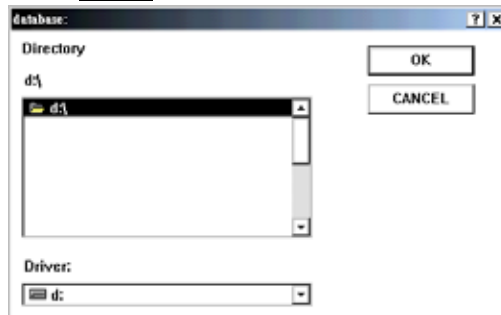 database:
Directory
OK
d:\
CANCEL
d:\
Driver:
d: